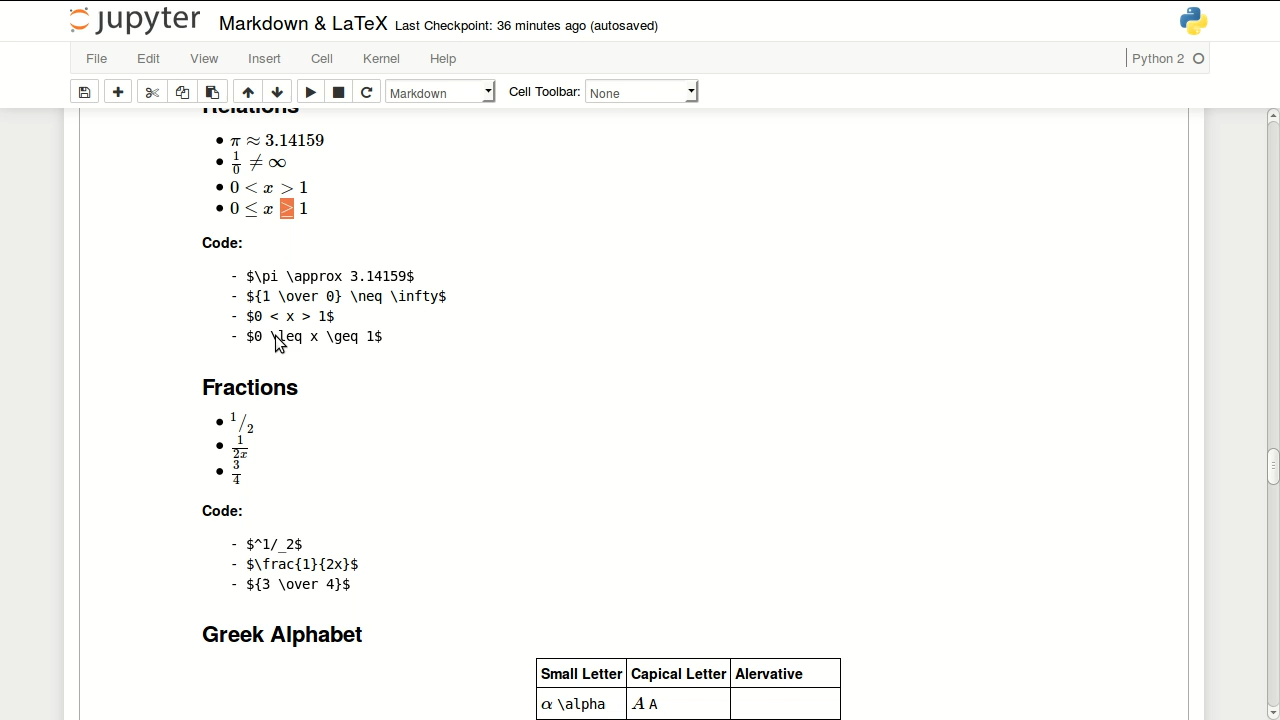 jupyter Markdown & LaTeX Last Checkpoint: 36 minutes ago (autosaved)
File Edit View Insert Cell Kernel Help Python 2
Markdown Cell Toolbar: None
Relations
• π ≈ 3.14159
• 1/0 ≠ ∞
• 0 < x > 1
• 0 ≤ x ≥ 1
Code:
- $\pi \approx 3.14159$
- ${1 \over 0} \neq \infty$
- $0 < x > 1$
- $0 \leq x \geq 1$
Fractions
• ¹/₂
• 1/2x
• 3/4
Code:
- $^1/_2$
- $\frac{1}{2x}$
- ${3 \over 4}$
Greek Alphabet
Small Letter Capical Letter Alervative
α \alpha A A